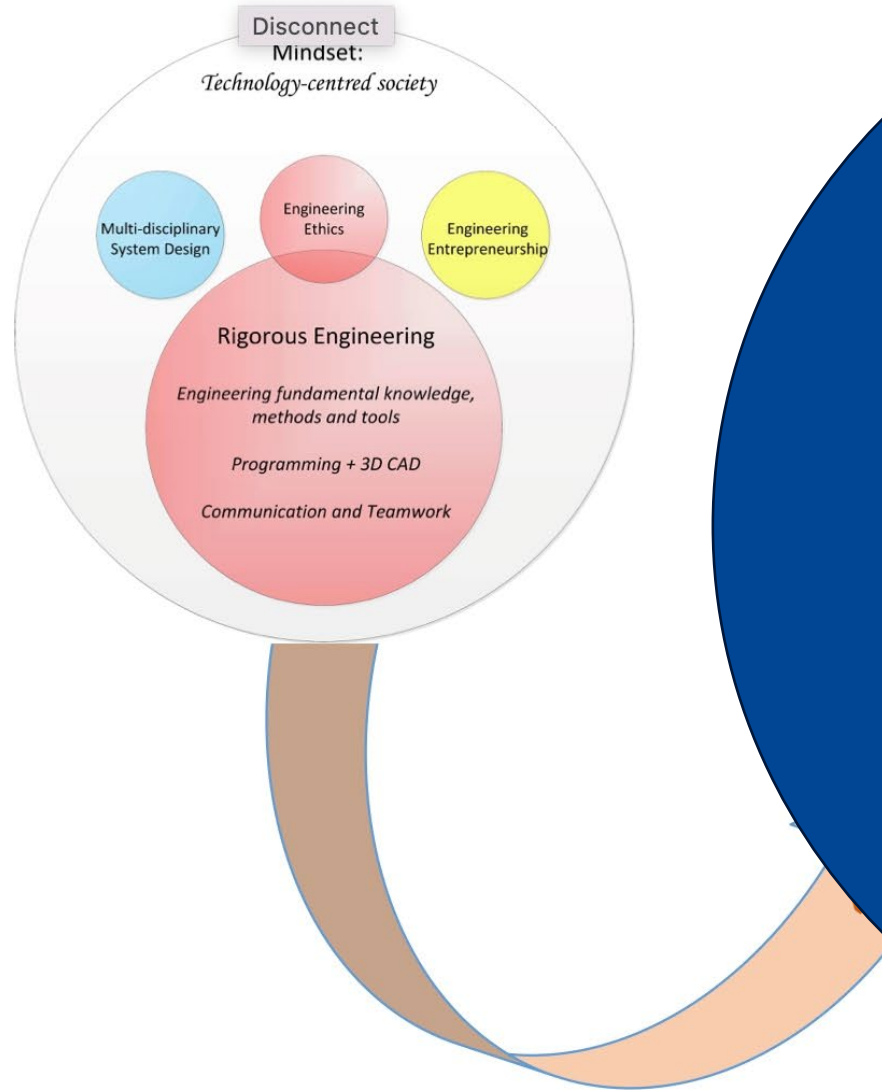 Disconnect
Mindset:
Technology-centred society
Multi-disciplinary
System Design
Engineering
Ethics
Engineering
Entrepreneurship
Rigorous Engineering
Engineering fundamental knowledge,
methods and tools
Programming + 3D CAD
Communication and Teamwork